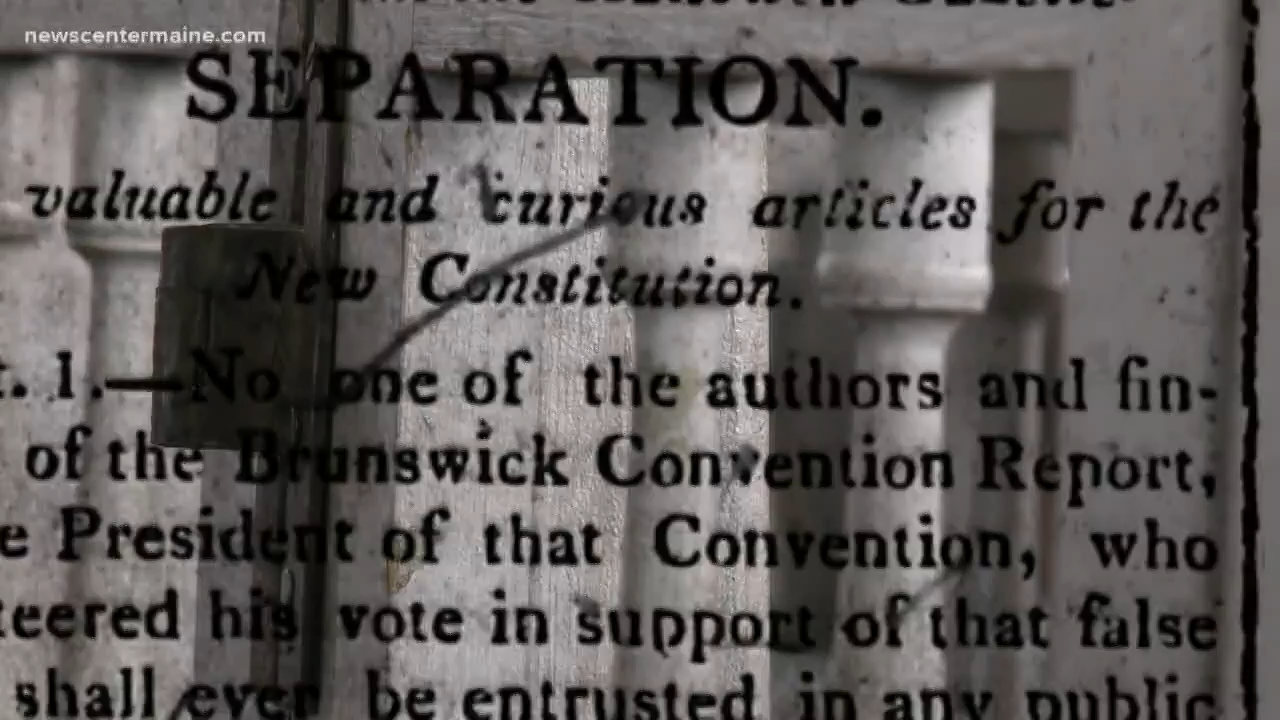 newscentermaine.com
SEPARATION.
valuable and curious articles for the
New Constitution.
1.—No one of the authors and fin-
of the Brunswick Convention Report,
President of that Convention, who
teered his vote in support of that false
shall ever be entrusted in any public